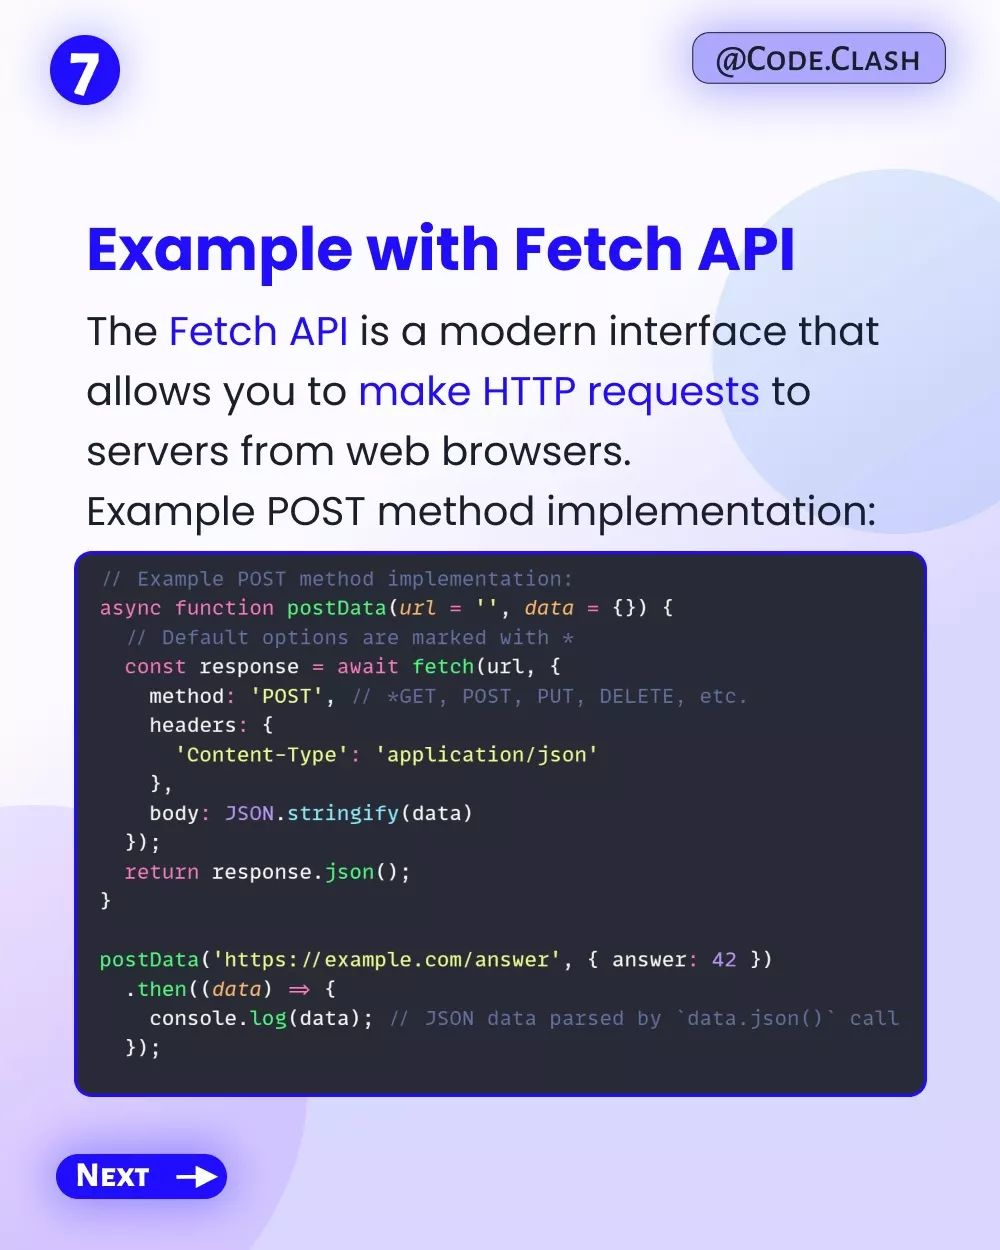 7
@Code.Clash
Example with Fetch API
The Fetch API is a modern interface that
allows you to make HTTP requests to
servers from web browsers.
Example POST method implementation:
// Example POST method implementation:
async function postData(url = '', data = {}) {
  // Default options are marked with *
  const response = await fetch(url, {
    method: 'POST', // *GET, POST, PUT, DELETE, etc.
    headers: {
      'Content-Type': 'application/json'
    },
    body: JSON.stringify(data)
  });
  return response.json();
}
postData('https://example.com/answer', { answer: 42 })
  .then((data) => {
    console.log(data); // JSON data parsed by `data.json()` call
  });
Next →